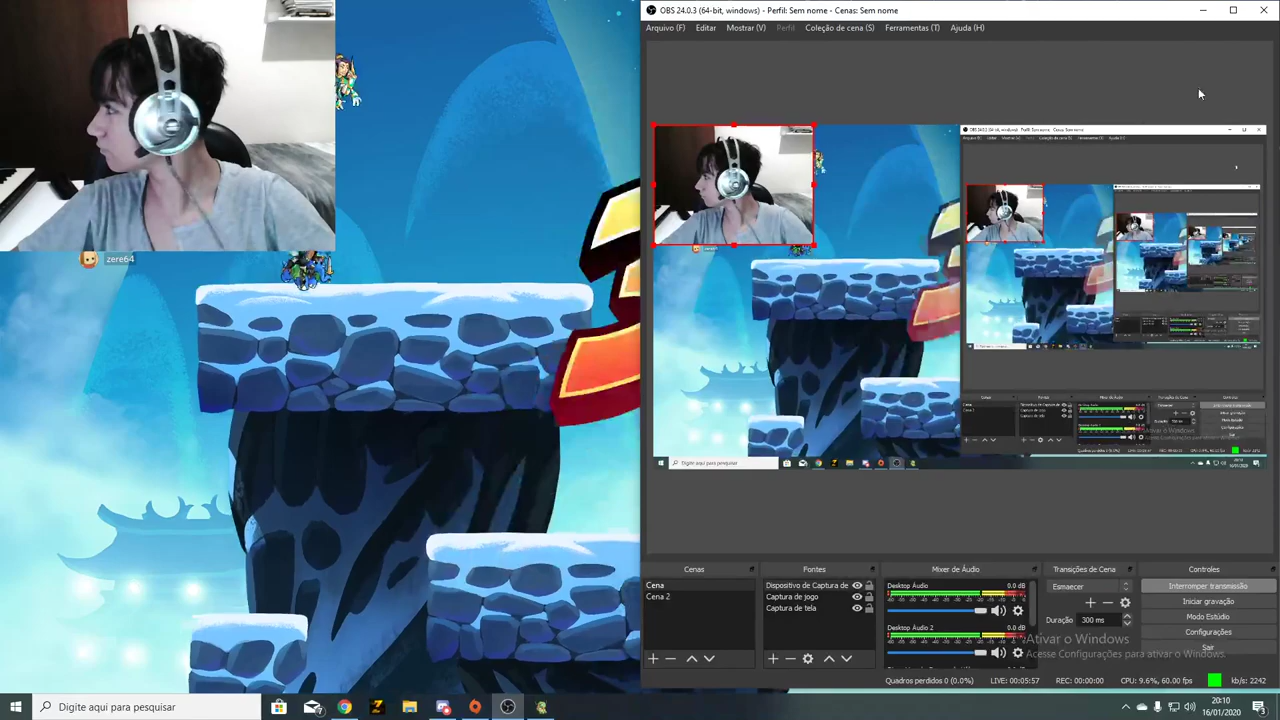 OBS 24.0.3 (64-bit, windows) - Perfil: Sem nome - Cenas: Sem nome
Arquivo (F) Editar Mostrar (V) Perfil Coleção de cena (S) Ferramentas (T) Ajuda (H)
zere64
Cenas Fontes Mixer de Áudio Transições de Cena Controles
Cena
Cena 2
Dispositivo de Captura de
Captura de jogo
Captura de tela
Desktop Áudio 0.0 dB
Desktop Áudio 2 0.0 dB
Esmaecer
Duração 300 ms
Interromper transmissão
Iniciar gravação
Modo Estúdio
Configurações
Sair
Ativar o Windows
Acesse Configurações para ativar o Windows.
Quadros perdidos 0 (0.0%) LIVE: 00:05:57 REC: 00:00:00 CPU: 9.6%, 60.00 fps kb/s: 2242
Digite aqui para pesquisar
20:10
16/01/2020